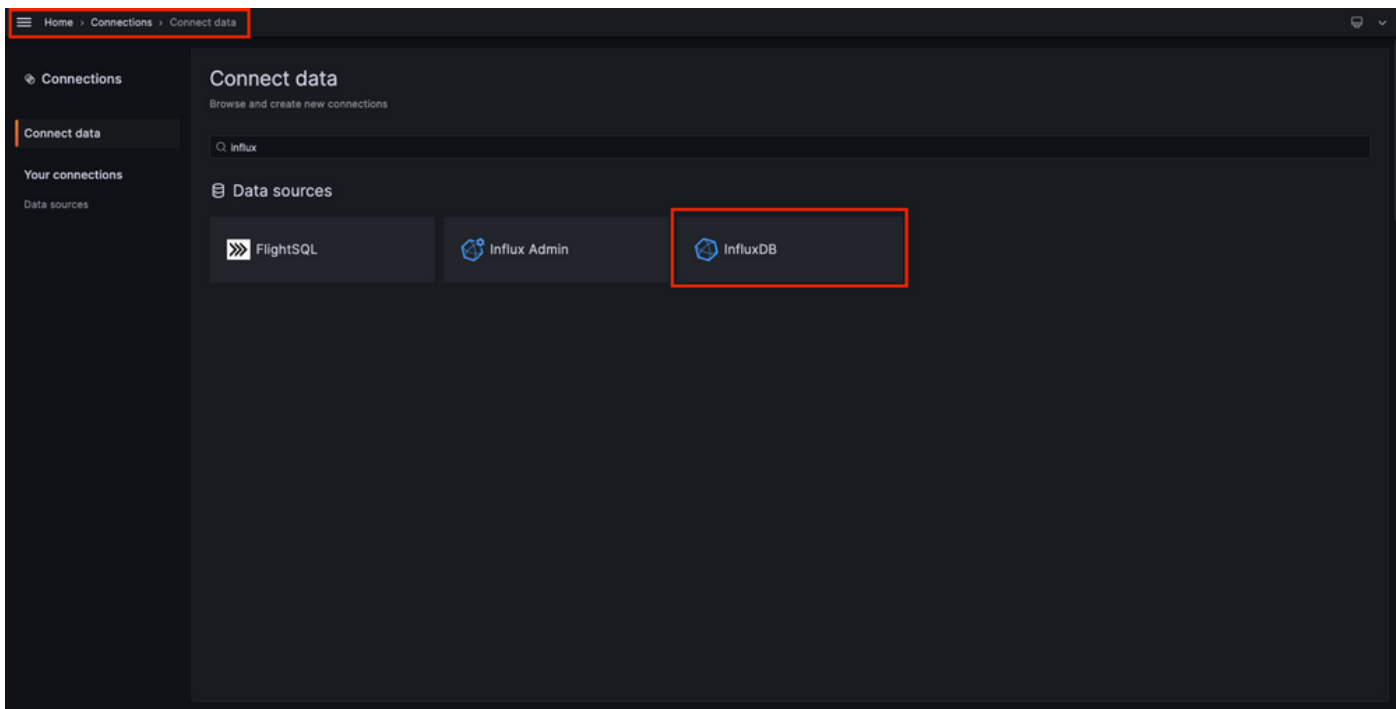 Home › Connections › Connect data
Connections
Connect data
Your connections
Data sources
Connect data
Browse and create new connections
influx
Data sources
FlightSQL
Influx Admin
InfluxDB